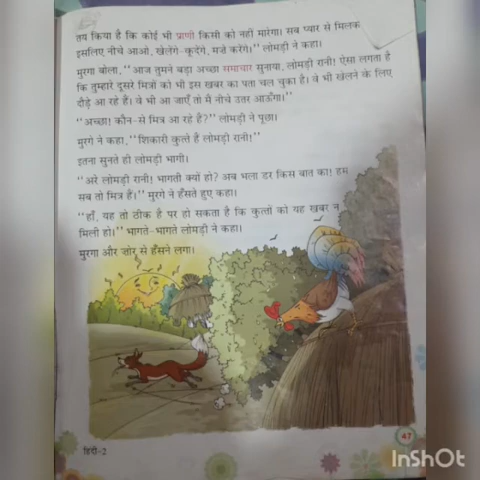 तय किया है कि कोई भी प्राणी किसी को नहीं मारेगा। सब प्यार से मिलक
इसलिए नीचे आओ, खेलेंगे-कूदेंगे, मज़े करेंगे।” लोमड़ी ने कहा।
मुरगा बोला, “आज तुमने बड़ा अच्छा समाचार सुनाया, लोमड़ी रानी! ऐसा लगता है
कि तुम्हारे दूसरे मित्रों को भी इस खबर का पता चल चुका है। वे भी खेलने के लिए
दौड़े आ रहे हैं। वे भी आ जाएँ तो मैं नीचे उतर आऊँगा।”
“अच्छा! कौन-से मित्र आ रहे हैं?” लोमड़ी ने पूछा।
मुरगे ने कहा, “शिकारी कुत्ते हैं लोमड़ी रानी!”
इतना सुनते ही लोमड़ी भागी।
“अरे लोमड़ी रानी! भागती क्यों हो? अब भला डर किस बात का! हम
सब तो मित्र हैं।” मुरगे ने हँसते हुए कहा।
“हाँ, यह तो ठीक है पर हो सकता है कि कुत्तों को यह खबर न
मिली हो।” भागते-भागते लोमड़ी ने कहा।
मुरगा और ज़ोर से हँसने लगा।
47
हिंदी-2
InShOt